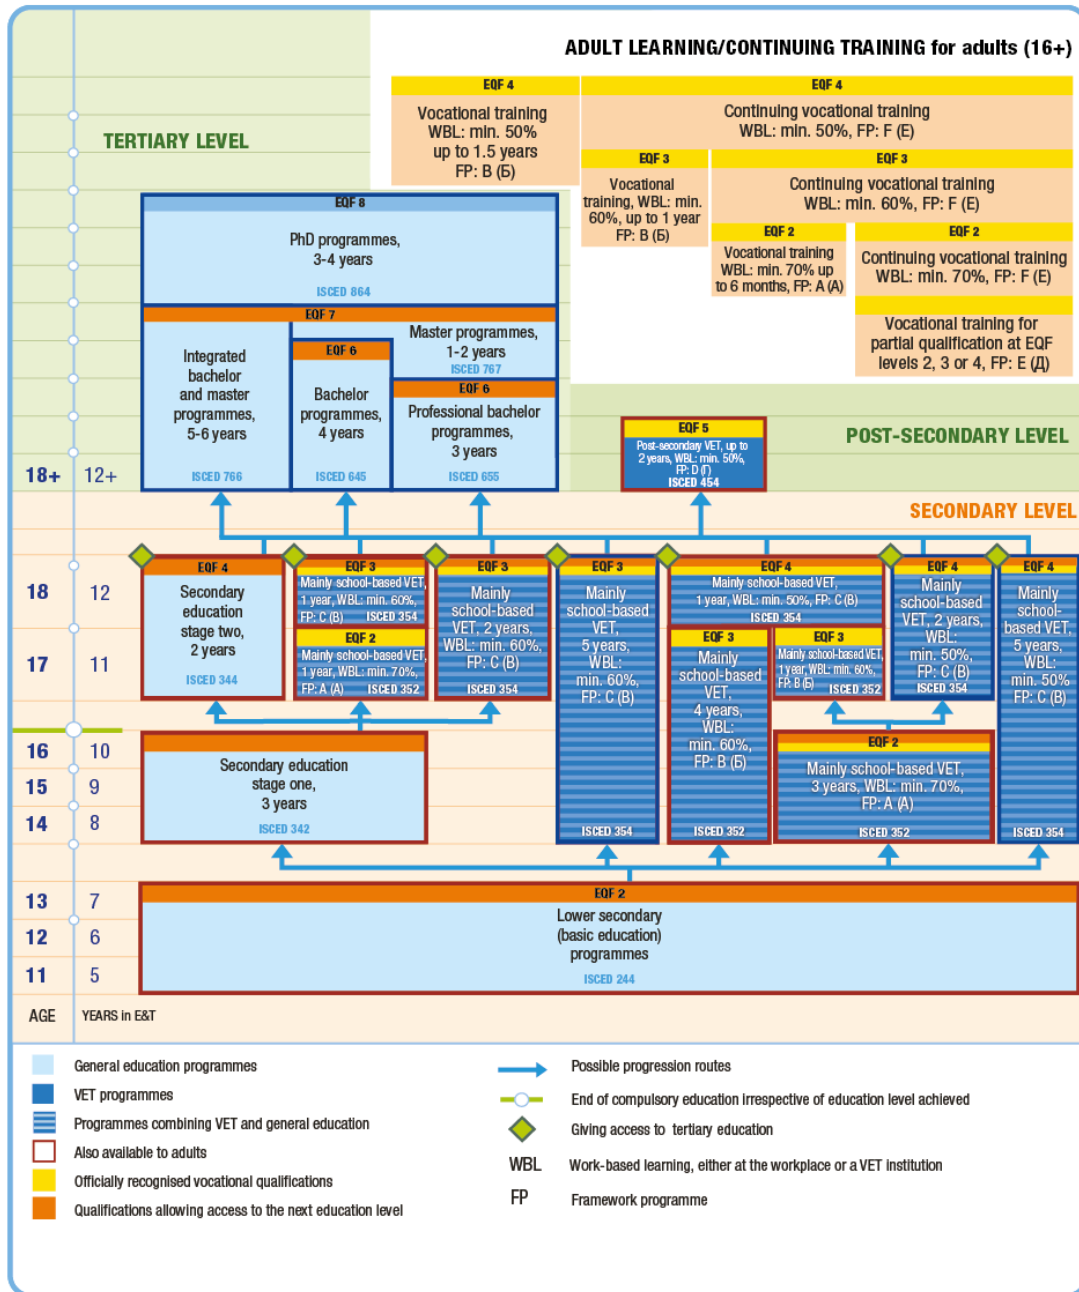 ADULT LEARNING/CONTINUING TRAINING for adults (16+)
EQF 4
Vocational training
WBL: min. 50%
up to 1.5 years
FP: B (Б)
EQF 4
Continuing vocational training
WBL: min. 50%, FP: F (E)
EQF 3
Vocational
training, WBL: min.
60%, up to 1 year
FP: B (Б)
EQF 3
Continuing vocational training
WBL: min. 60%, FP: F (E)
EQF 2
Vocational training
WBL: min. 70% up
to 6 months, FP: A (A)
EQF 2
Continuing vocational training
WBL: min. 70%, FP: F (E)
Vocational training for
partial qualification at EQF
levels 2, 3 or 4, FP: E (Д)
TERTIARY LEVEL
EQF 8
PhD programmes,
3-4 years
ISCED 864
EQF 7
Integrated
bachelor
and master
programmes,
5-6 years
ISCED 766
EQF 6
Bachelor
programmes,
4 years
ISCED 645
Master programmes,
1-2 years
ISCED 767
EQF 6
Professional bachelor
programmes,
3 years
ISCED 655
EQF 5
Post-secondary VET, up to
2 years, WBL: min. 50%,
FP: D (Г)
ISCED 454
POST-SECONDARY LEVEL
18+ 12+
SECONDARY LEVEL
18 12
17 11
16 10
15 9
14 8
13 7
12 6
11 5
AGE YEARS in E&T
EQF 4
Secondary
education
stage two,
2 years
ISCED 344
EQF 3
Mainly school-based VET,
1 year, WBL: min. 60%,
FP: C (B) ISCED 354
EQF 2
Mainly school-based VET,
1 year, WBL: min. 70%,
FP: A (A) ISCED 352
EQF 3
Mainly
school-based
VET, 2 years,
WBL: min. 60%,
FP: C (B)
ISCED 354
EQF 3
Mainly
school-based
VET,
5 years,
WBL:
min. 60%,
FP: C (B)
ISCED 354
EQF 4
Mainly school-based VET,
1 year, WBL: min. 50%, FP: C (B)
ISCED 354
EQF 3
Mainly
school-based
VET,
4 years,
WBL:
min. 60%,
FP: B (Б)
ISCED 352
EQF 3
Mainly school-based VET,
1 year, WBL: min. 60%,
FP: B (Б) ISCED 352
EQF 4
Mainly
school-based
VET, 2 years,
WBL:
min. 50%,
FP: C (B)
ISCED 354
EQF 4
Mainly
school-
based VET,
5 years,
WBL:
min. 50%
FP: C (B)
ISCED 354
Secondary education
stage one,
3 years
ISCED 342
EQF 2
Mainly school-based VET,
3 years, WBL: min. 70%,
FP: A (A)
ISCED 352
EQF 2
Lower secondary
(basic education)
programmes
ISCED 244
General education programmes
VET programmes
Programmes combining VET and general education
Also available to adults
Officially recognised vocational qualifications
Qualifications allowing access to the next education level
Possible progression routes
End of compulsory education irrespective of education level achieved
Giving access to tertiary education
WBL Work-based learning, either at the workplace or a VET institution
FP Framework programme